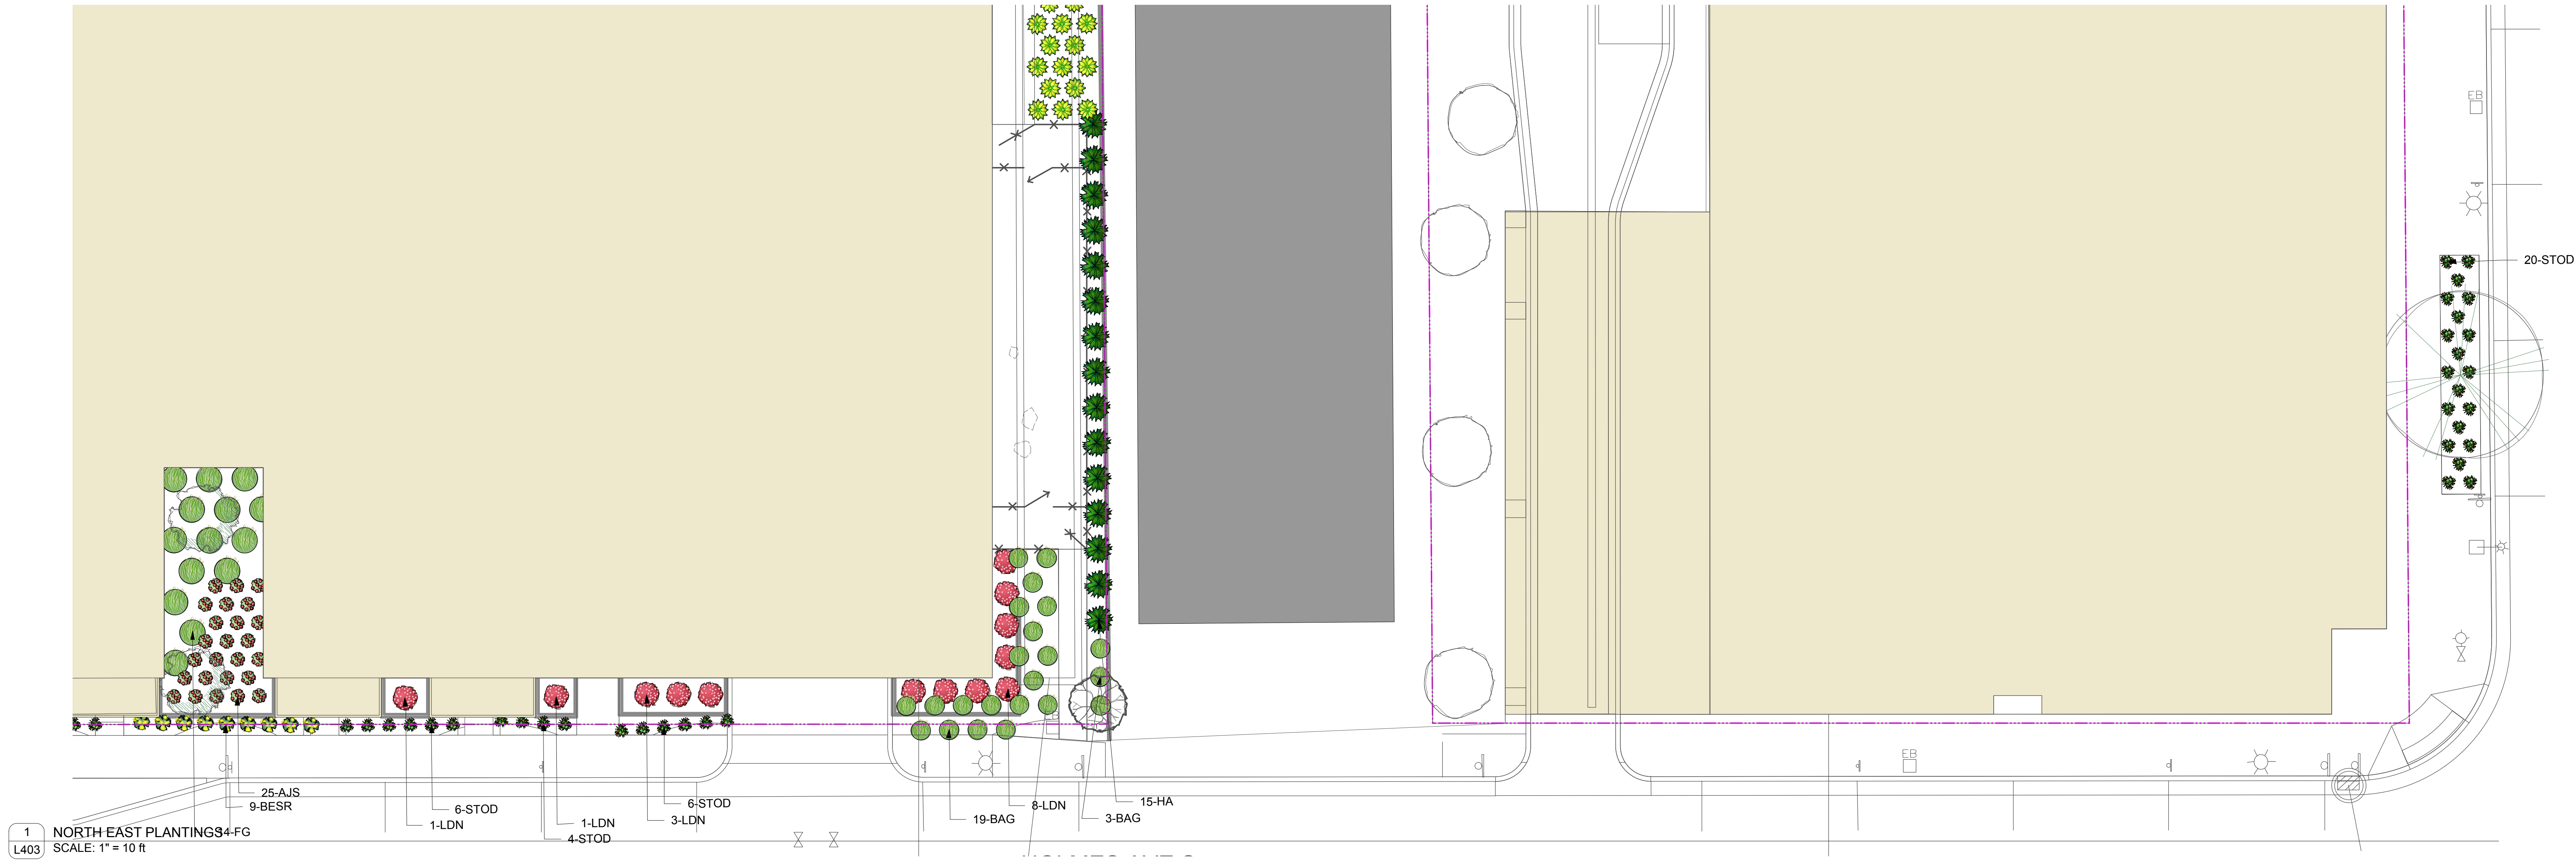 EB
20-STOD
EB
25-AJS
9-BESR
6-STOD
1-LDN
1-LDN
4-STOD
6-STOD
3-LDN
19-BAG
8-LDN
15-HA
3-BAG
1
L403
NORTH EAST PLANTINGS 34-FG
SCALE: 1" = 10 ft